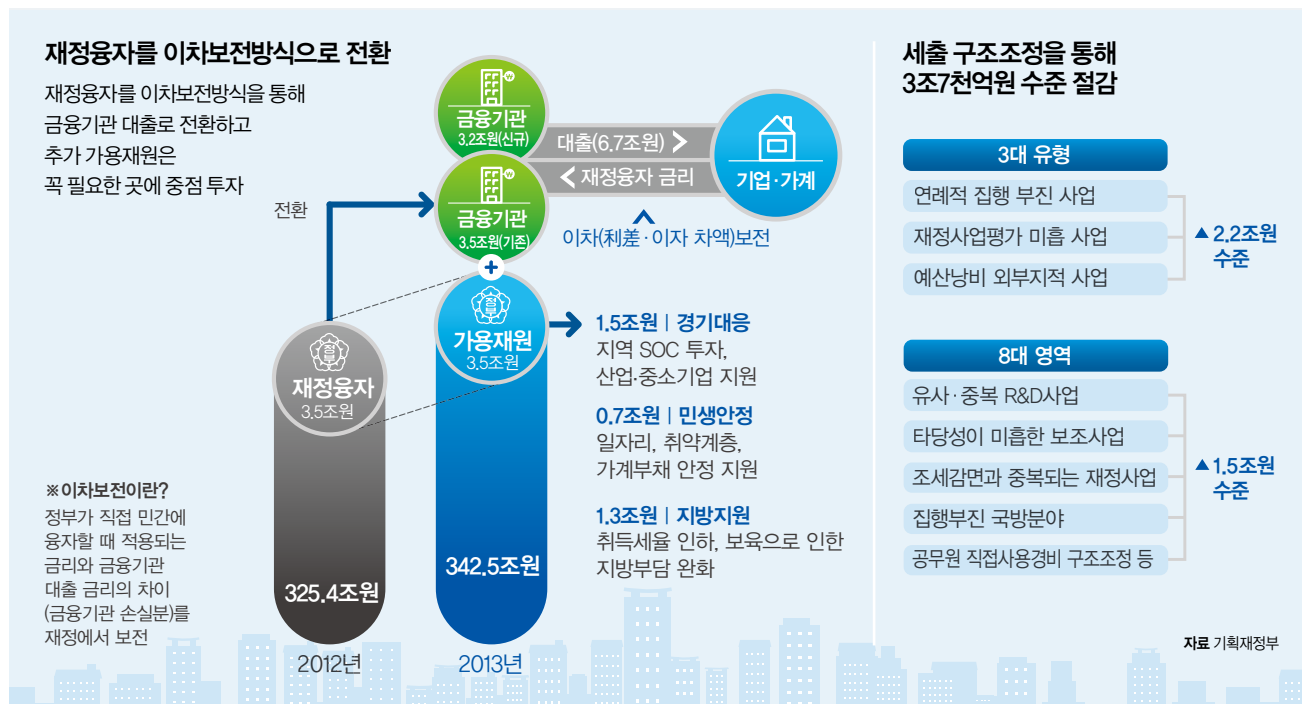 재정융자를 이차보전방식으로 전환
재정융자를 이차보전방식을 통해
금융기관 대출로 전환하고
추가 가용재원은
꼭 필요한 곳에 중점 투자
전환
금융기관
3.2조원(신규)
금융기관
3.5조원(기존)
대출(6.7조원) >
< 재정융자 금리
기업·가계
이차(利差·이자 차액)보전
+
정부
가용재원
3.5조원
정부
재정융자
3.5조원
1.5조원 | 경기대응
지역 SOC 투자,
산업·중소기업 지원
0.7조원 | 민생안정
일자리, 취약계층,
가계부채 안정 지원
1.3조원 | 지방지원
취득세율 인하, 보육으로 인한
지방부담 완화
325.4조원
342.5조원
2012년
2013년
※이차보전이란?
정부가 직접 민간에
융자할 때 적용되는
금리와 금융기관
대출 금리의 차이
(금융기관 손실분)를
재정에서 보전
세출 구조조정을 통해
3조7천억원 수준 절감
3대 유형
연례적 집행 부진 사업
재정사업평가 미흡 사업
예산낭비 외부지적 사업
▲2.2조원
수준
8대 영역
유사·중복 R&D사업
타당성이 미흡한 보조사업
조세감면과 중복되는 재정사업
집행부진 국방분야
공무원 직접사용경비 구조조정 등
▲1.5조원
수준
자료 기획재정부